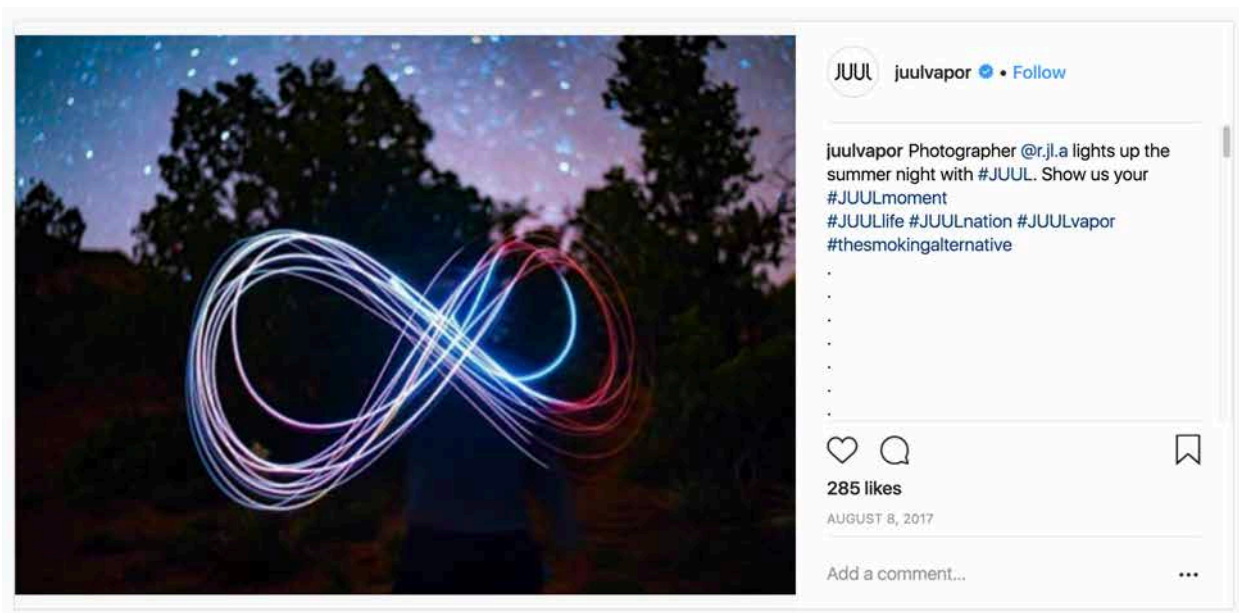 JUUL juulvapor • Follow
juulvapor Photographer @r.jl.a lights up the
summer night with #JUUL. Show us your
#JUULmoment
#JUULlife #JUULnation #JUULvapor
#thesmokingalternative
.
.
.
.
.
.
.
285 likes
AUGUST 8, 2017
Add a comment...